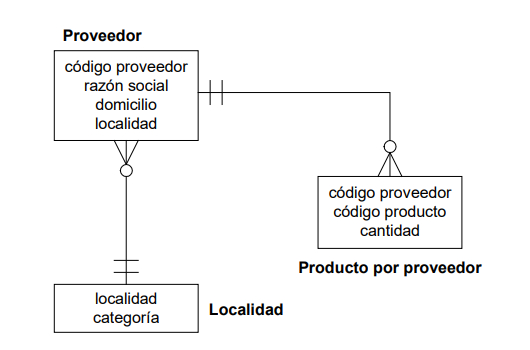 Proveedor
código proveedor
razón social
domicilio
localidad
código proveedor
código producto
cantidad
Producto por proveedor
localidad
categoría
Localidad